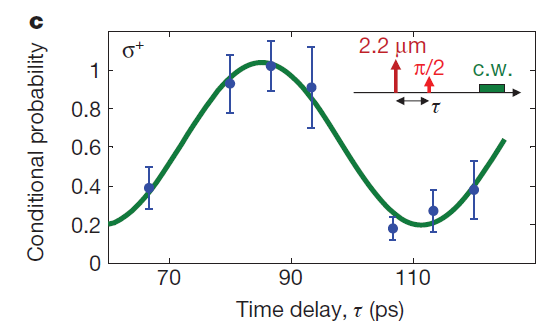 c
σ+
2.2 μm
π/2
c.w.
τ
Conditional probability
1
0.8
0.6
0.4
0.2
0
70
90
110
Time delay, τ (ps)